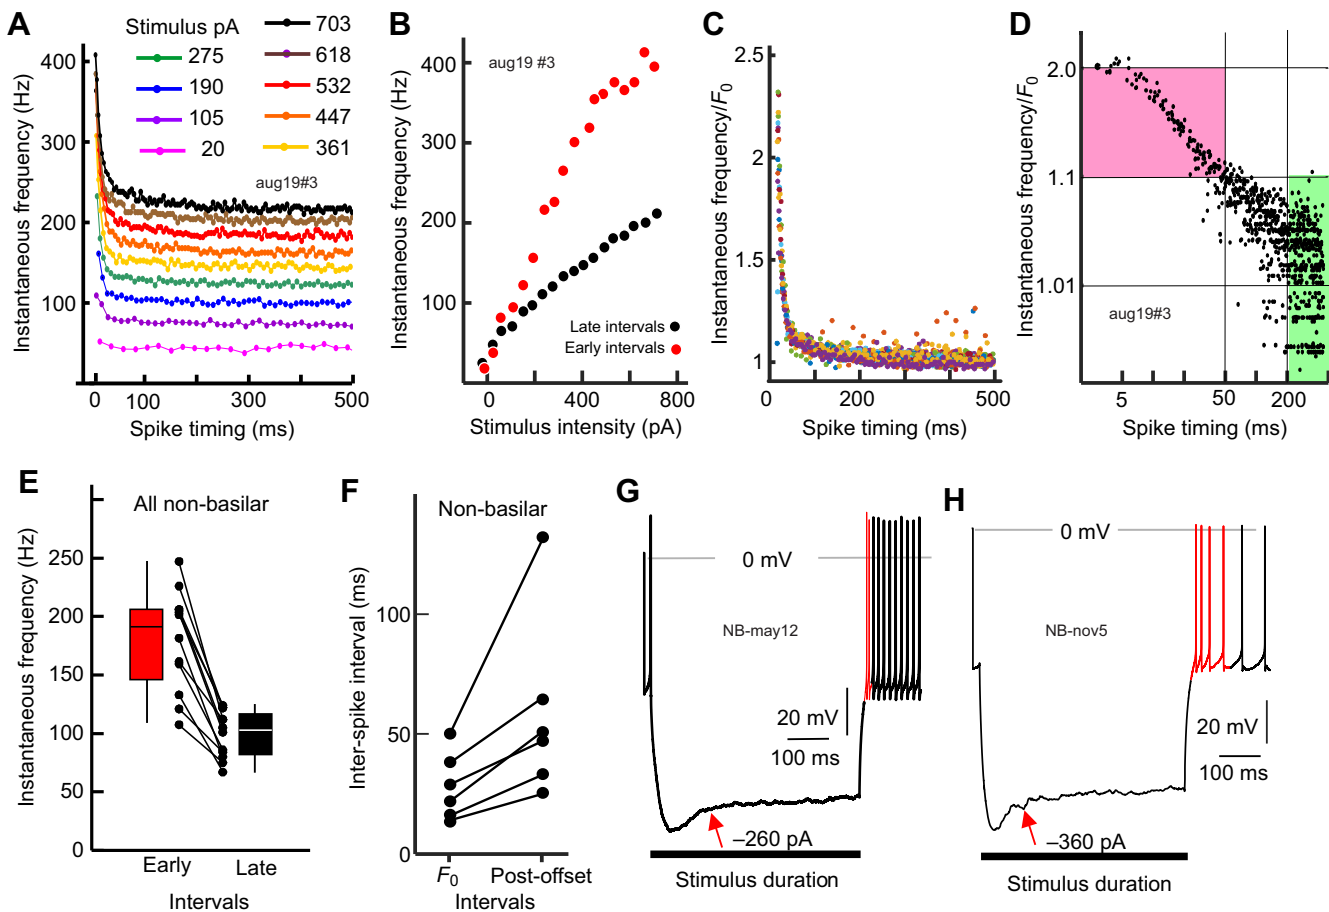 A
Stimulus pA
275
190
105
20
703
618
532
447
361
aug19#3
400
300
200
100
Instantaneous frequency (Hz)
0
100
300
500
Spike timing (ms)
B
aug19 #3
400
300
200
100
Instantaneous frequency (Hz)
Late intervals
Early intervals
0
400
800
Stimulus intensity (pA)
C
2.5
2
1.5
1
Instantaneous frequency/F0
0
200
500
Spike timing (ms)
D
2.0
1.1
1.01
Instantaneous frequency/F0
aug19#3
5
50
200
Spike timing (ms)
E
All non-basilar
250
200
150
100
50
0
Instantaneous frequency (Hz)
Early
Late
Intervals
F
Non-basilar
100
50
0
Inter-spike interval (ms)
F0
Post-offset
Intervals
G
0 mV
NB-may12
20 mV
100 ms
–260 pA
Stimulus duration
H
0 mV
NB-nov5
20 mV
100 ms
–360 pA
Stimulus duration